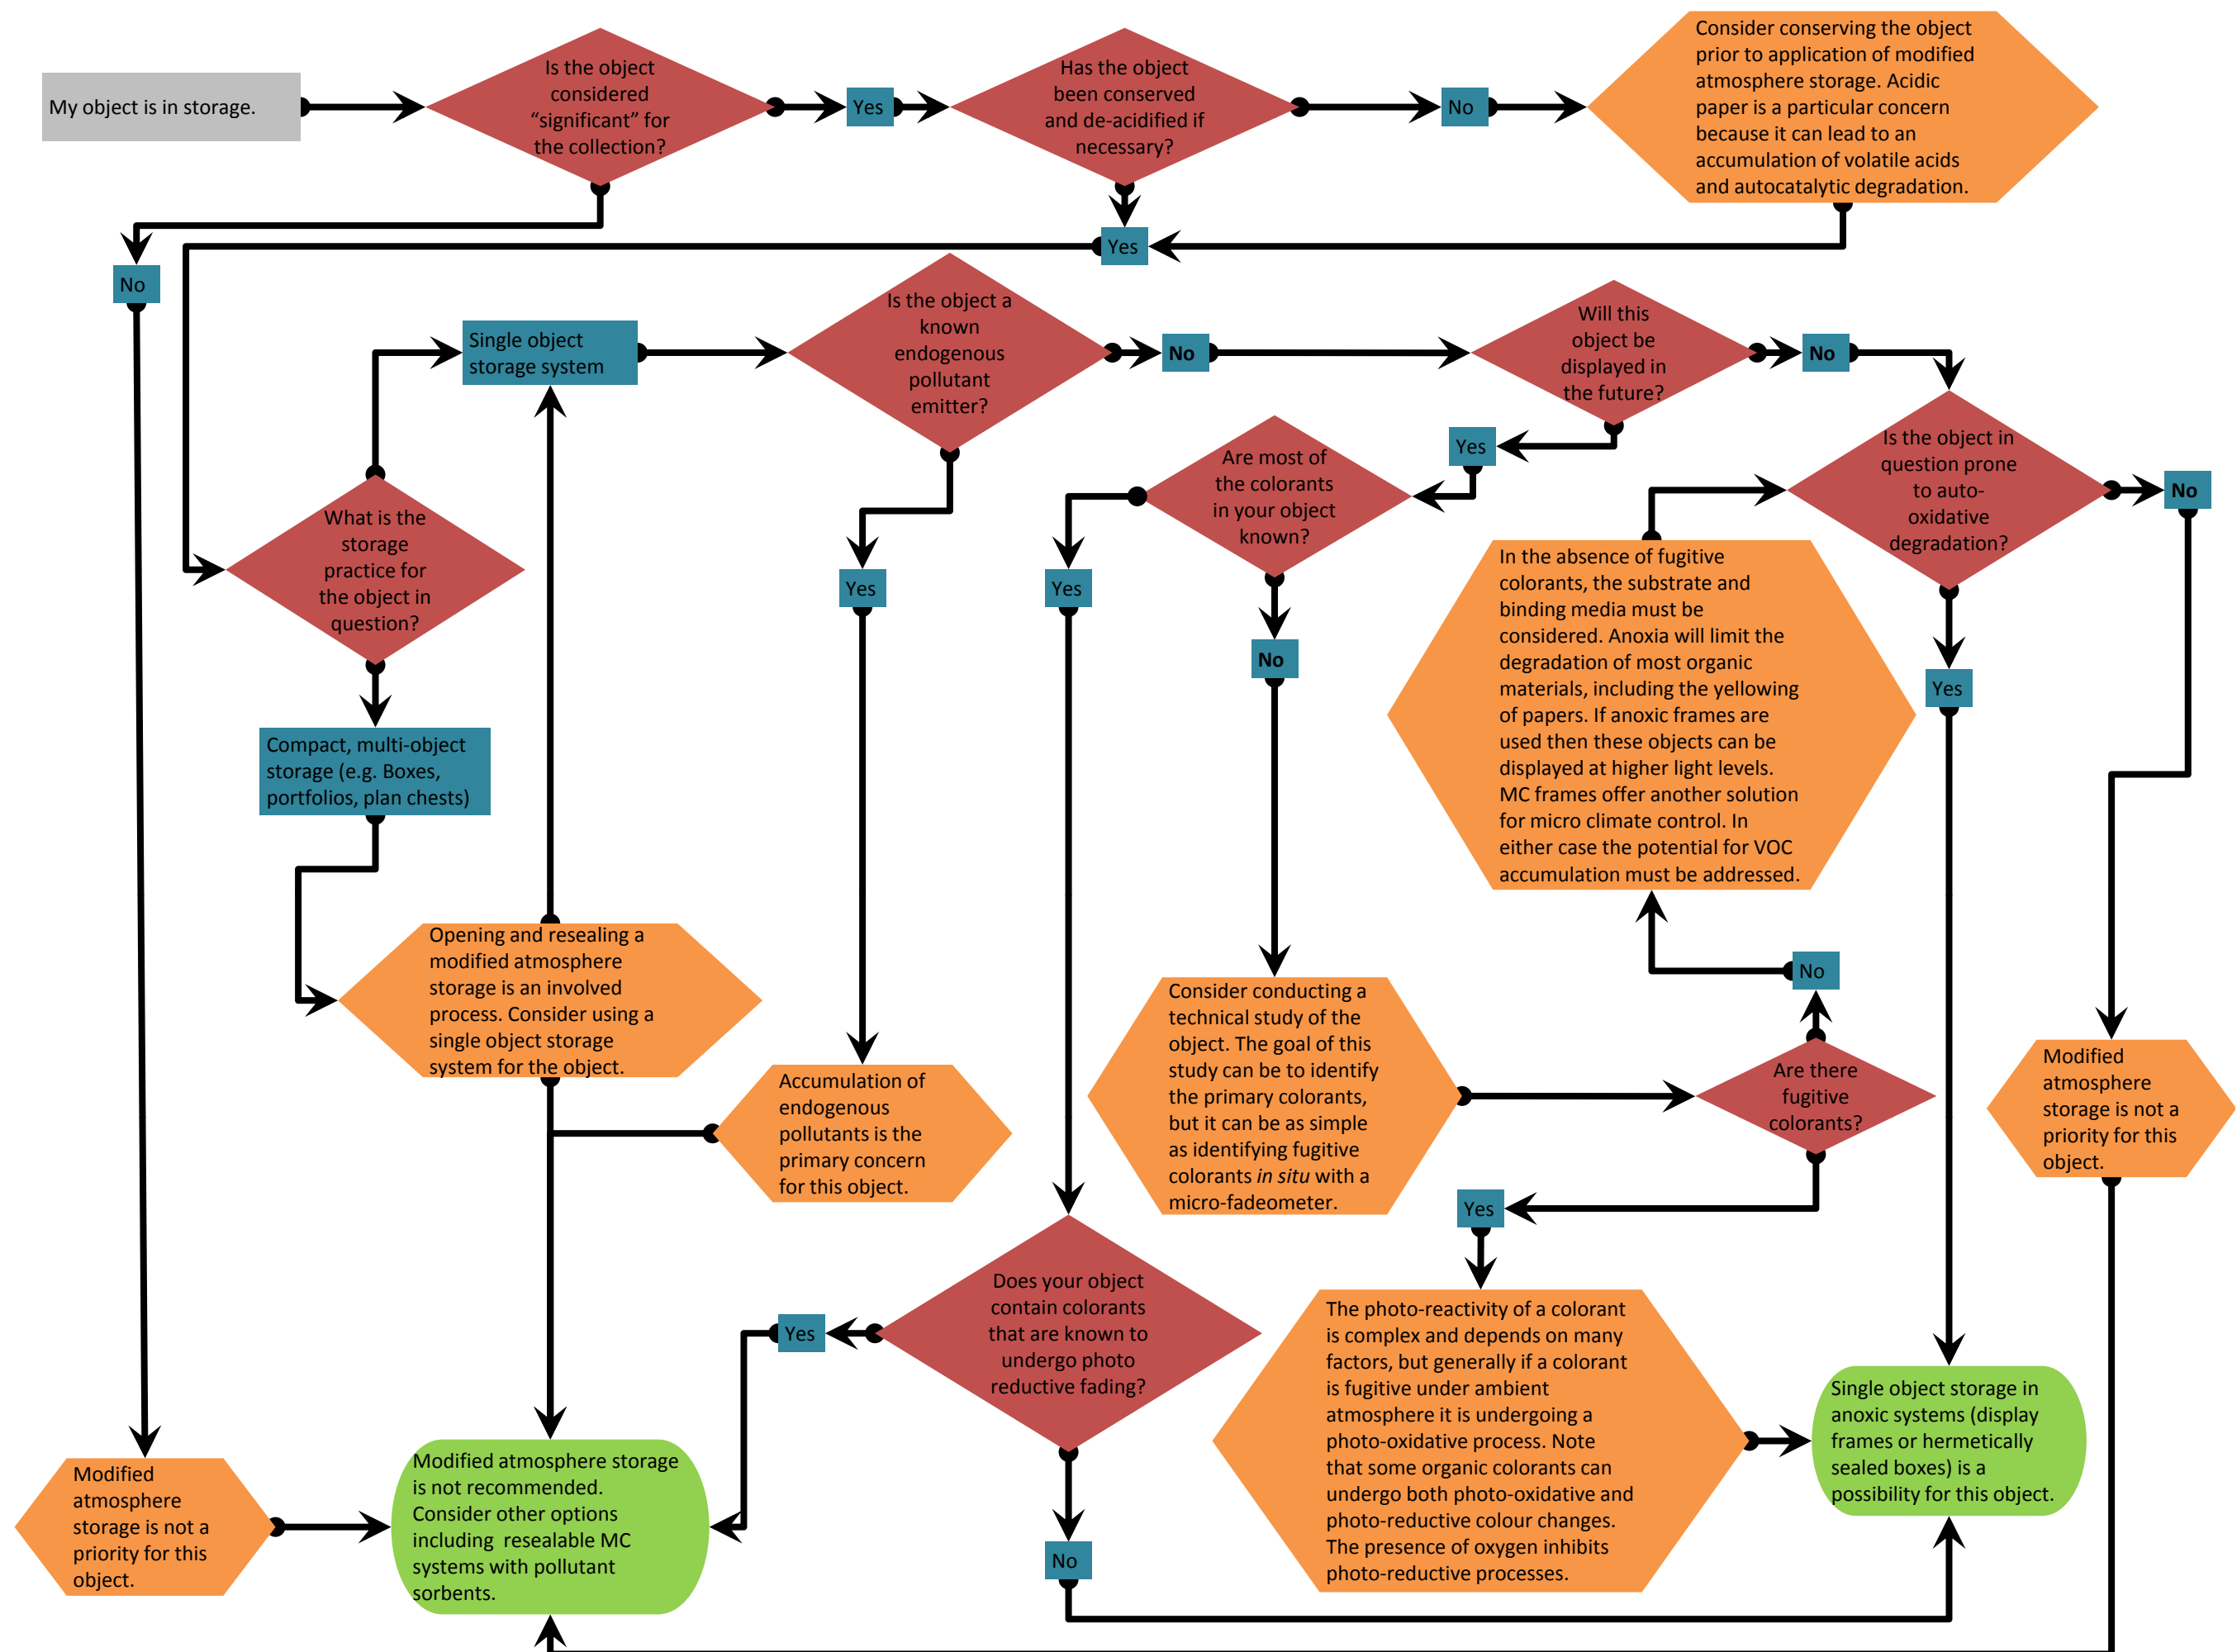 My object is in storage.
Is the object
considered
“significant” for
the collection?
Yes
Has the object
been conserved
and de-acidified if
necessary?
No
Consider conserving the object
prior to application of modified
atmosphere storage. Acidic
paper is a particular concern
because it can lead to an
accumulation of volatile acids
and autocatalytic degradation.
Yes
No
Single object
storage system
Is the object a
known
endogenous
pollutant
emitter?
No
Will this
object be
displayed in
the future?
No
Yes
Are most of
the colorants
in your object
known?
Is the object in
question prone
to auto-
oxidative
degradation?
No
What is the
storage
practice for
the object in
question?
Yes
Yes
No
In the absence of fugitive
colorants, the substrate and
binding media must be
considered. Anoxia will limit the
degradation of most organic
materials, including the yellowing
of papers. If anoxic frames are
used then these objects can be
displayed at higher light levels.
MC frames offer another solution
for micro climate control. In
either case the potential for VOC
accumulation must be addressed.
Yes
Compact, multi-object
storage (e.g. Boxes,
portfolios, plan chests)
Opening and resealing a
modified atmosphere
storage is an involved
process. Consider using a
single object storage
system for the object.
No
Consider conducting a
technical study of the
object. The goal of this
study can be to identify
the primary colorants,
but it can be as simple
as identifying fugitive
colorants in situ with a
micro-fadeometer.
Are there
fugitive
colorants?
Modified
atmosphere
storage is not a
priority for this
object.
Accumulation of
endogenous
pollutants is the
primary concern
for this object.
Yes
Does your object
contain colorants
that are known to
undergo photo
reductive fading?
Yes
The photo-reactivity of a colorant
is complex and depends on many
factors, but generally if a colorant
is fugitive under ambient
atmosphere it is undergoing a
photo-oxidative process. Note
that some organic colorants can
undergo both photo-oxidative and
photo-reductive colour changes.
The presence of oxygen inhibits
photo-reductive processes.
Single object storage in
anoxic systems (display
frames or hermetically
sealed boxes) is a
possibility for this object.
Modified
atmosphere
storage is not a
priority for this
object.
Modified atmosphere storage
is not recommended.
Consider other options
including  resealable MC
systems with pollutant
sorbents.
No